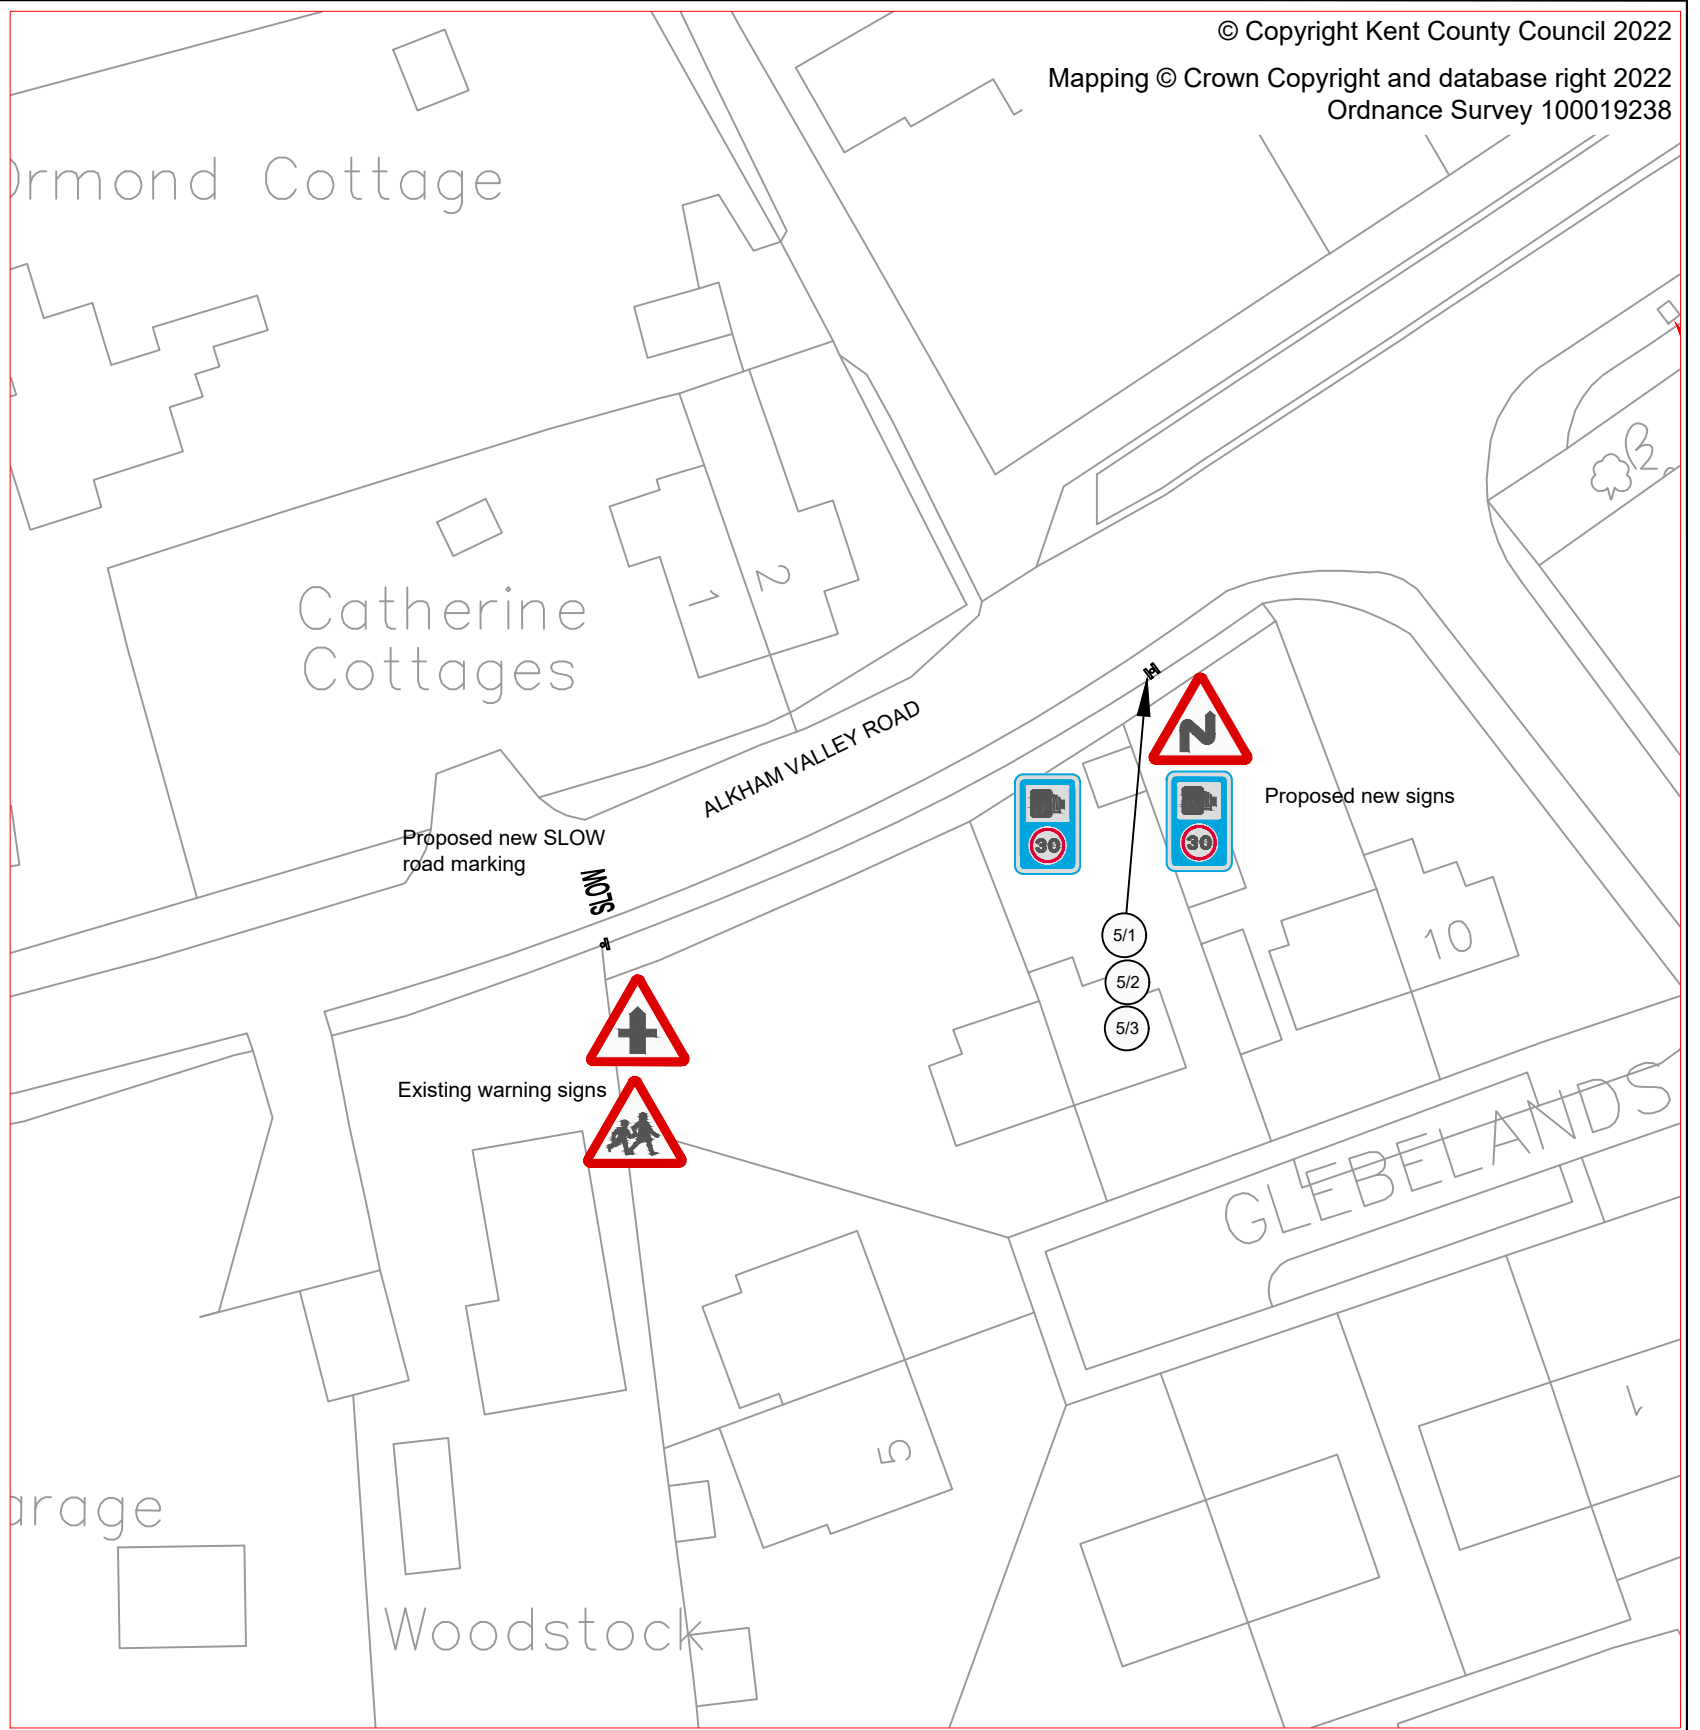 © Copyright Kent County Council 2022
Mapping © Crown Copyright and database right 2022
Ordnance Survey 100019238
Ormond Cottage
Catherine
Cottages
1
2
ALKHAM VALLEY ROAD
Proposed new SLOW
road marking
SLOW
30
30
Proposed new signs
5/1
5/2
5/3
10
Existing warning signs
GLEBELANDS
5
1
arage
Woodstock